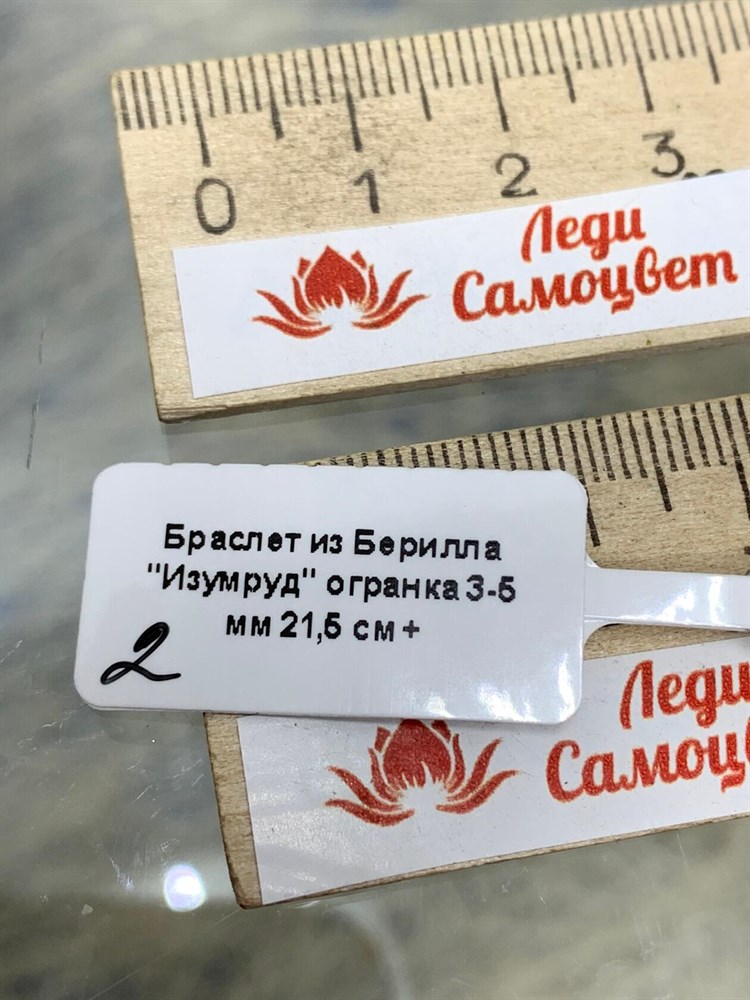 0 1 2 3
Леди
Самоцвет
Браслет из Берилла
"Изумруд" огранка 3-5
мм 21,5 см+
2
Леди